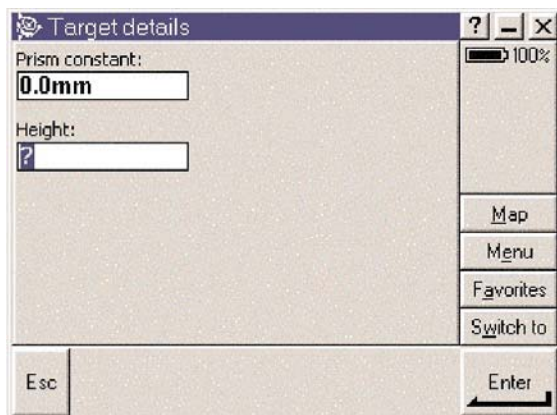 Target details
? – X
Prism constant:
0.0mm
100%
Height:
?
Map
Menu
Favorites
Switch to
Esc
Enter